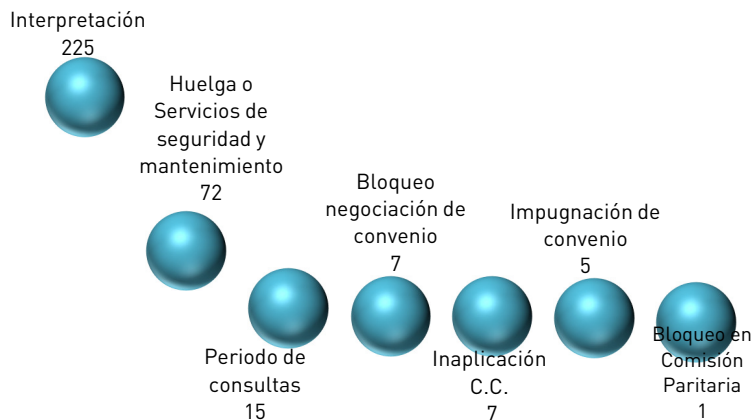 Interpretación
225
Huelga o
Servicios de
seguridad y
mantenimiento
72
Periodo de
consultas
15
Bloqueo
negociación de
convenio
7
Inaplicación
C.C.
7
Impugnación de
convenio
5
Bloqueo en
Comisión
Paritaria
1